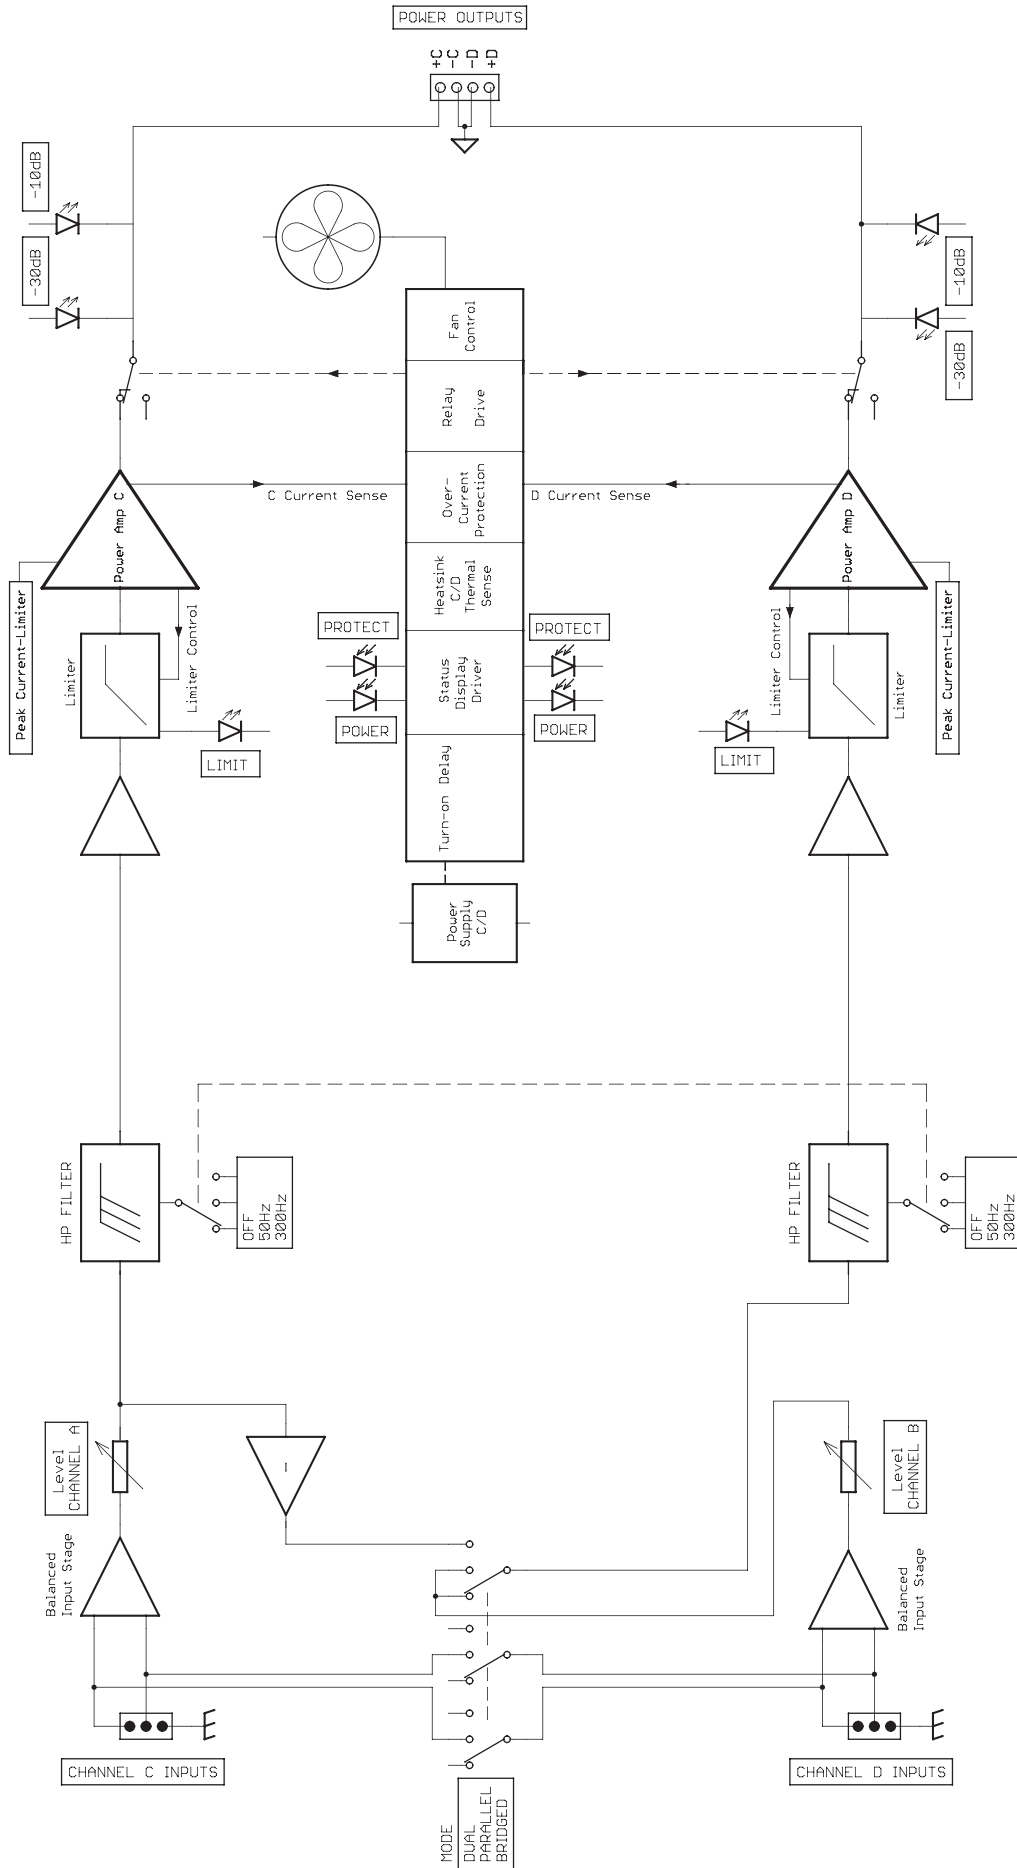 POWER OUTPUTS
+C
-C
-D
+D
-10dB
-30dB
-10dB
-30dB
Fan
Control
Relay
Drive
Over-
Current
Protection
Heatsink
C/D
Thermal
Sense
Status
Display
Driver
Turn-on Delay
Power
Supply
C/D
C Current Sense
D Current Sense
Power Amp C
Power Amp D
Peak Current-Limiter
Peak Current-Limiter
Limiter
Limiter Control
Limiter Control
Limiter
PROTECT
PROTECT
POWER
POWER
LIMIT
LIMIT
HP FILTER
OFF
50Hz
300Hz
HP FILTER
OFF
50Hz
300Hz
Level
CHANNEL A
Level
CHANNEL B
Balanced
Input Stage
Balanced
Input Stage
CHANNEL C INPUTS
CHANNEL D INPUTS
MODE
DUAL
PARALLEL
BRIDGED